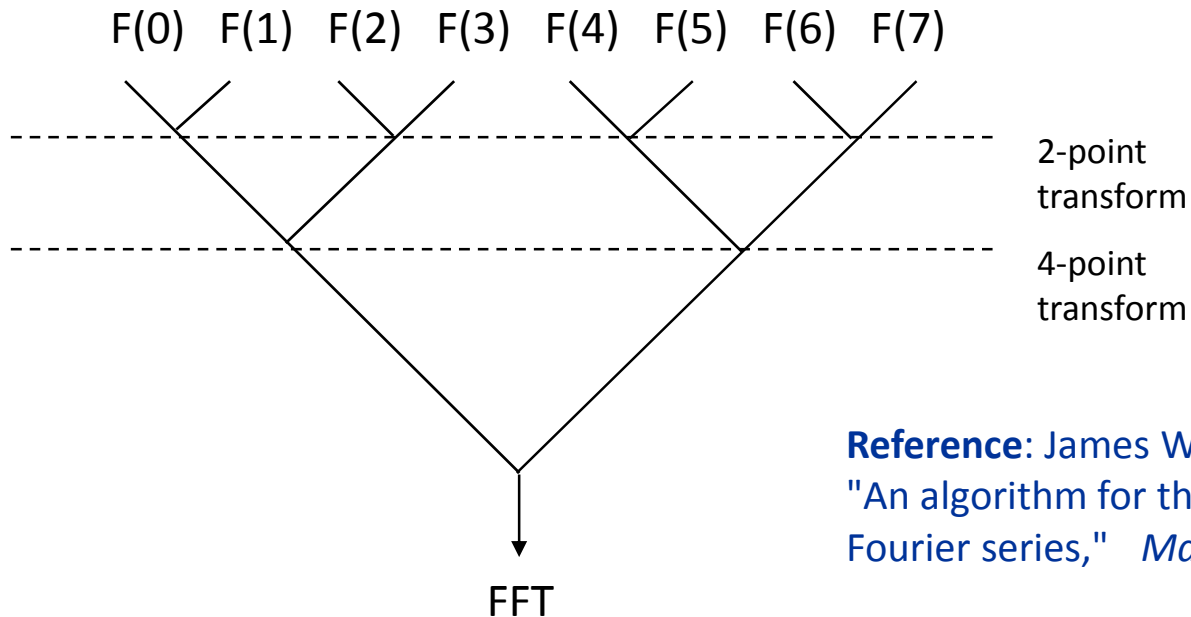 F(0) F(1) F(2) F(3) F(4) F(5) F(6) F(7)
2-point
transform
4-point
transform
Reference: James W
"An algorithm for th
Fourier series," Ma
FFT